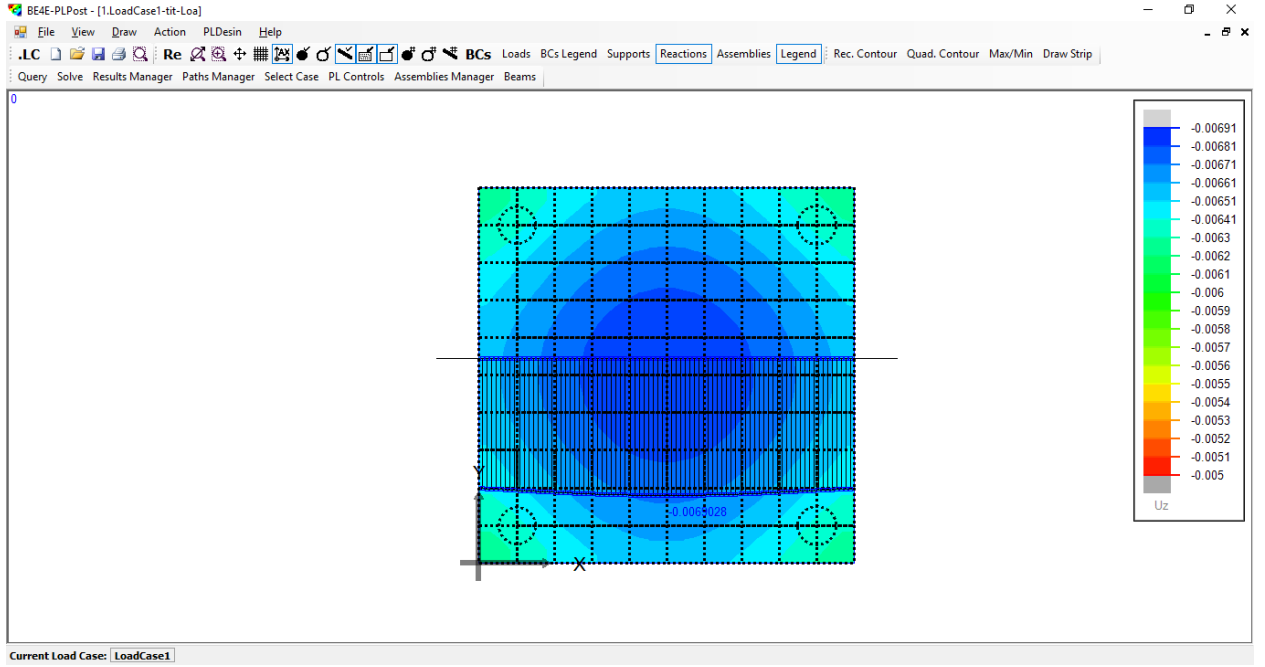 BE4E-PLPost - [1.LoadCase1-tit-Loa]
File View Draw Action PLDesin Help
.LC Re BCs Loads BCs Legend Supports Reactions Assemblies Legend Rec. Contour Quad. Contour Max/Min Draw Strip
Query Solve Results Manager Paths Manager Select Case PL Controls Assemblies Manager Beams
0
-0.00691
-0.00681
-0.00671
-0.00661
-0.00651
-0.00641
-0.0063
-0.0062
-0.0061
-0.006
-0.0059
-0.0058
-0.0057
-0.0056
-0.0055
-0.0054
-0.0053
-0.0052
-0.0051
-0.005
Uz
Y
-0.0069028
X
Current Load Case: LoadCase1